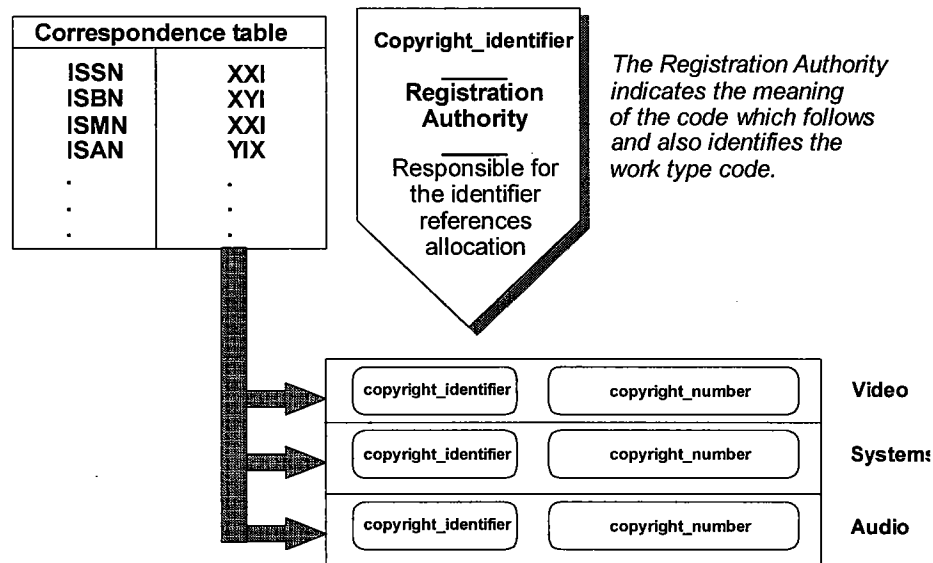 Correspondence table
ISSN XXI
ISBN XYI
ISMN XXI
ISAN YIX
. .
. .
. .
Copyright_identifier
Registration
Authority
Responsible for
the identifier
references
allocation
The Registration Authority
indicates the meaning
of the code which follows
and also identifies the
work type code.
copyright_identifier copyright_number Video
copyright_identifier copyright_number Systems
copyright_identifier copyright_number Audio